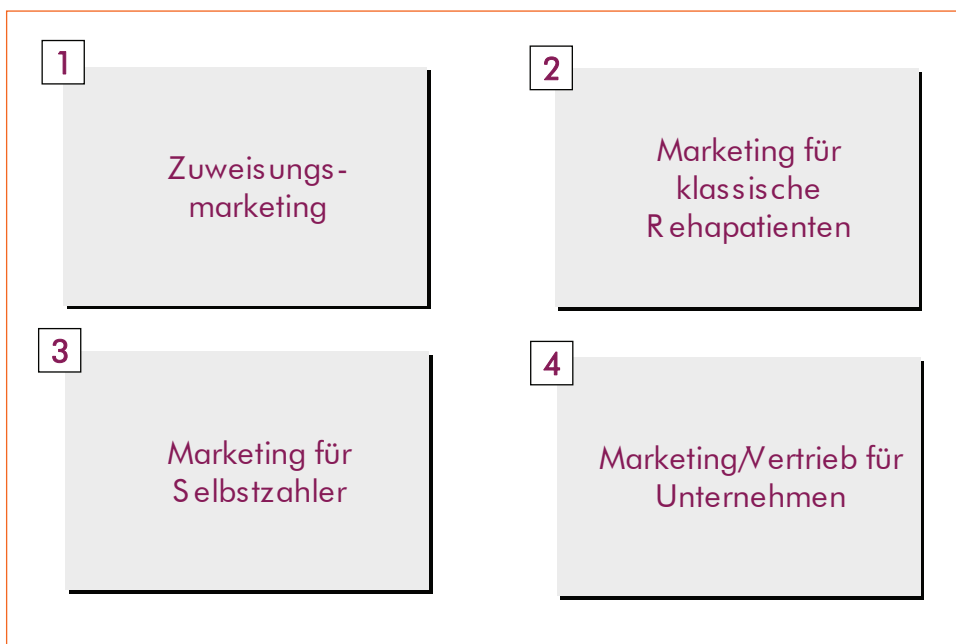 1
Zuweisungs-
marketing
2
Marketing für
klassische
Rehapatienten
3
Marketing für
Selbstzahler
4
Marketing/Vertrieb für
Unternehmen